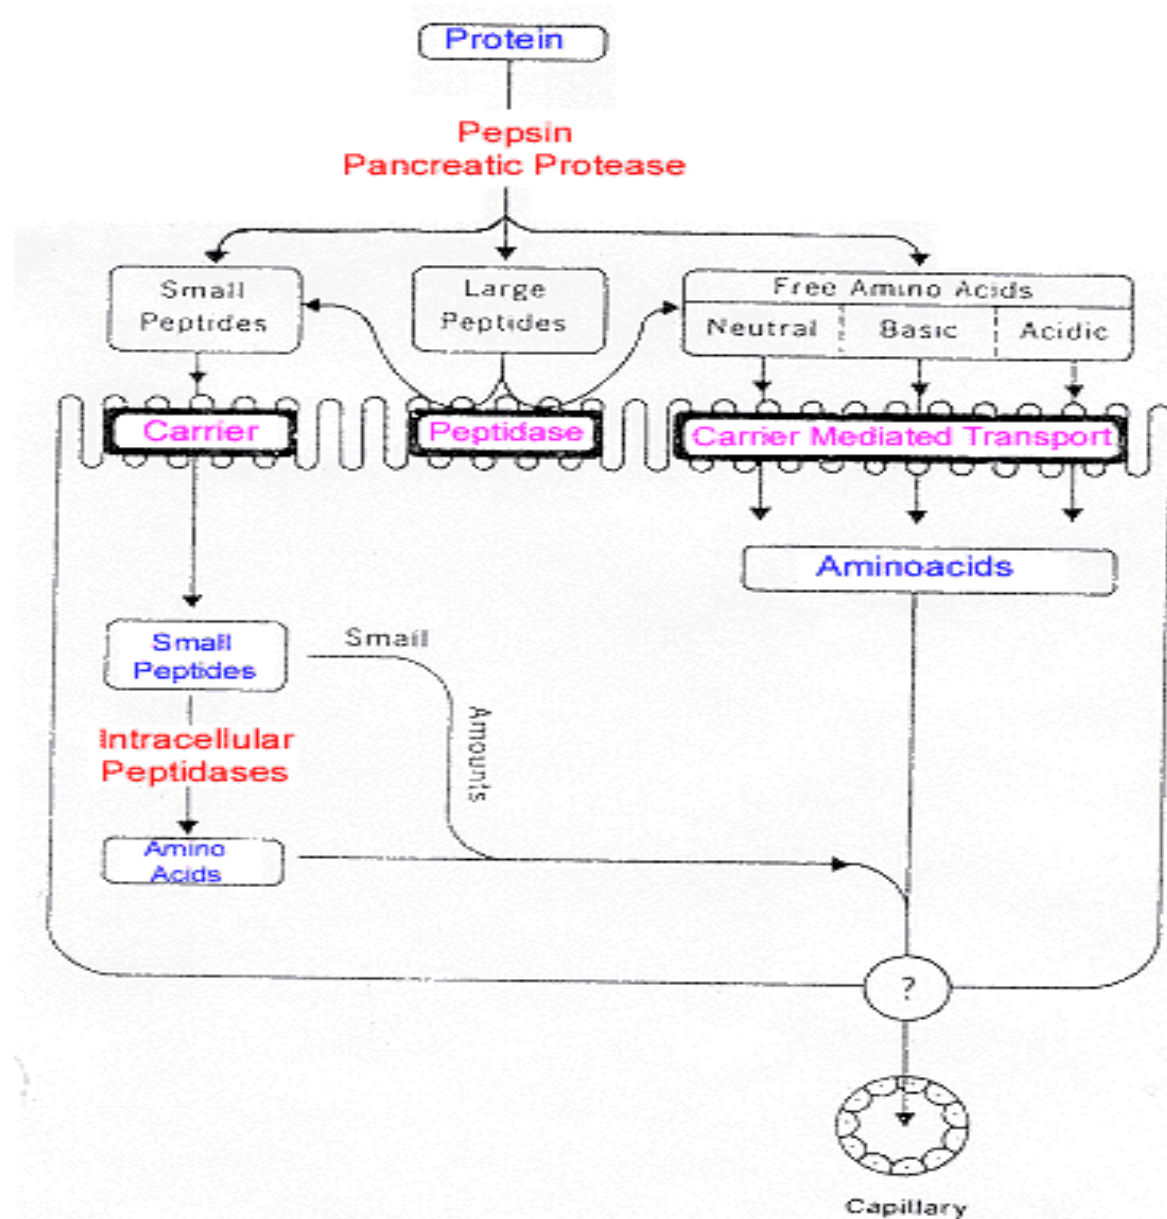 Protein
Pepsin
Pancreatic Protease
Small
Peptides
Large
Peptides
Free Amino Acids
Neutral
Basic
Acidic
Carrier
Peptidase
Carrier Mediated Transport
Aminoacids
Small
Peptides
Small
Amounts
Intracellular
Peptidases
Amino
Acids
?
Capillary